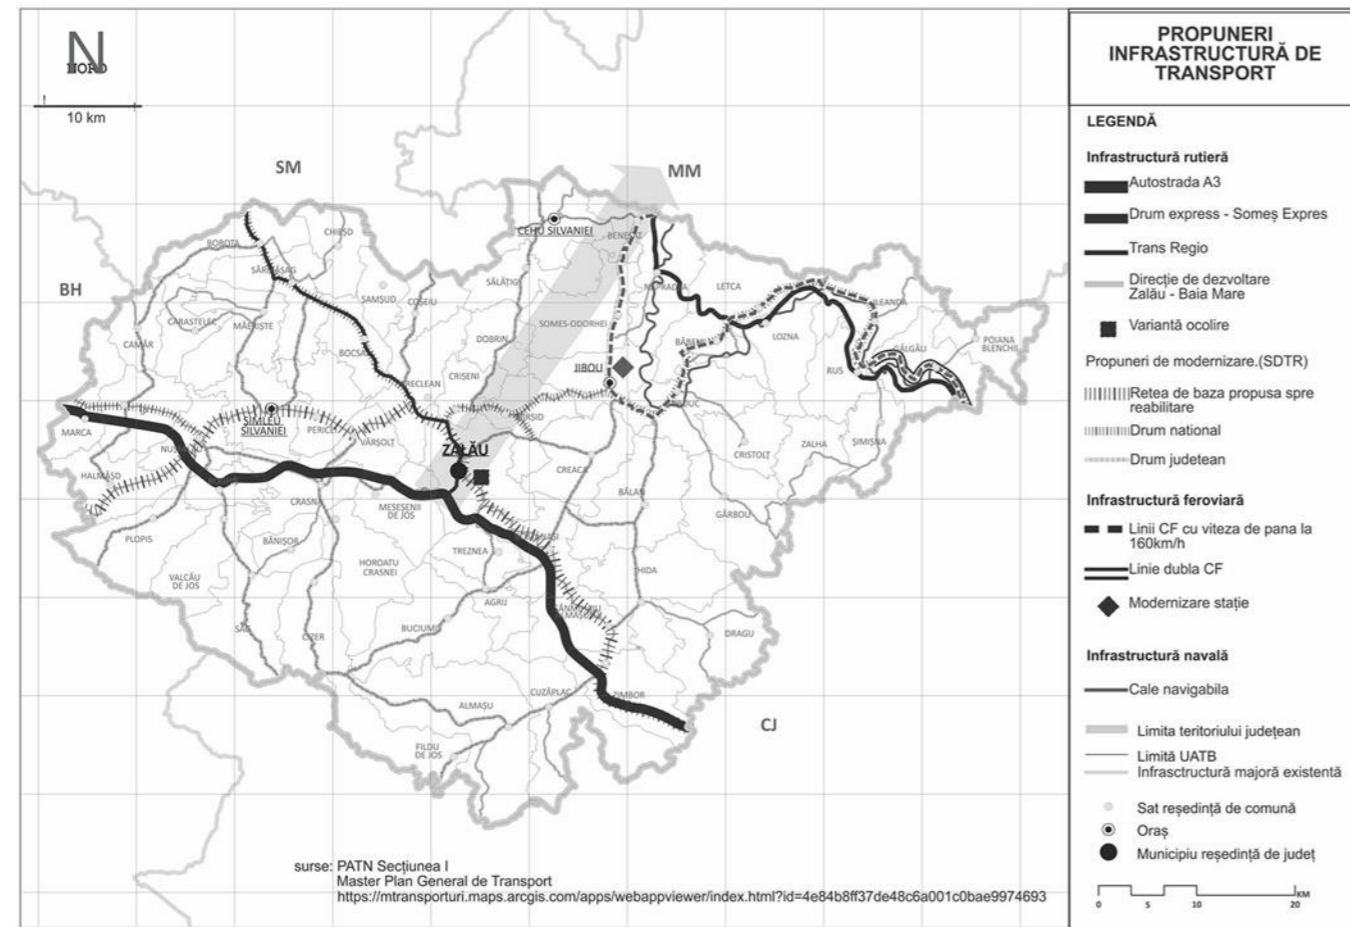 N
NORD
10 km
SM
MM
BH
CJ
BOBOTA
CHIEȘD
SĂRMĂȘAG
SAMȘUD
COȘEIU
SĂLĂȚIG
CEHU SILVANIEI
BENESAT
NĂPRADEA
LETCA
ILEANDA
CARASTELEC
MĂERIȘTE
CAMĂR
BOCȘA
DOBRIN
SOMEȘ-ODORHEI
LOZNA
RUS
GÂLGĂU
POIANA
BLENCHII
CRIȘENI
JIBOU
ȘIMLEU
SILVANIEI
PERICEI
VÂRȘOLT
MARCA
HALMĂȘD
ZALĂU
CREACA
CRISTOLȚ
ZALHA
ȘIMIȘNA
CRASNA
MESEȘENII
DE JOS
BĂLAN
GÂRBOU
PLOPIȘ
BĂNIȘOR
TREZNEA
HOROATU
CRASNEI
VALCĂU
DE JOS
HIDA
AGRIJ
BUCIUMI
DRAGU
CIZER
SÂG
CUZĂPLAC
ZIMBOR
ALMAȘU
FILDU
DE JOS
surse: PATN Secțiunea I
Master Plan General de Transport
https://mtransporturi.maps.arcgis.com/apps/webappviewer/index.html?id=4e84b8ff37de48c6a001c0bae9974693
PROPUNERI
INFRASTRUCTURĂ DE
TRANSPORT
LEGENDĂ
Infrastructură rutieră
Autostrada A3
Drum express - Someș Expres
Trans Regio
Direcție de dezvoltare
Zalău - Baia Mare
Variantă ocolire
Propuneri de modernizare.(SDTR)
Retea de baza propusa spre
reabilitare
Drum national
Drum judetean
Infrastructură feroviară
Linii CF cu viteza de pana la
160km/h
Linie dubla CF
Modernizare stație
Infrastructură navală
Cale navigabila
Limita teritoriului județean
Limită UATB
Infrasctructură majoră existentă
Sat reședință de comună
Oraș
Municipiu reședință de județ
KM
0 5 10 20